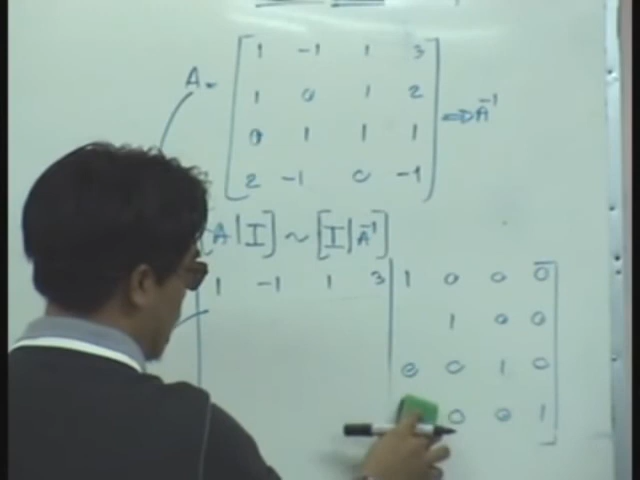 A = [ 1 -1 1 3
1 0 1 2 ⇒ A⁻¹
0 1 1 1
2 -1 0 -1 ]
[A | I] ~ [I | A⁻¹]
1 -1 1 3 | 1 0 0 0
1 0 0
0 0 1 0
0 0 1